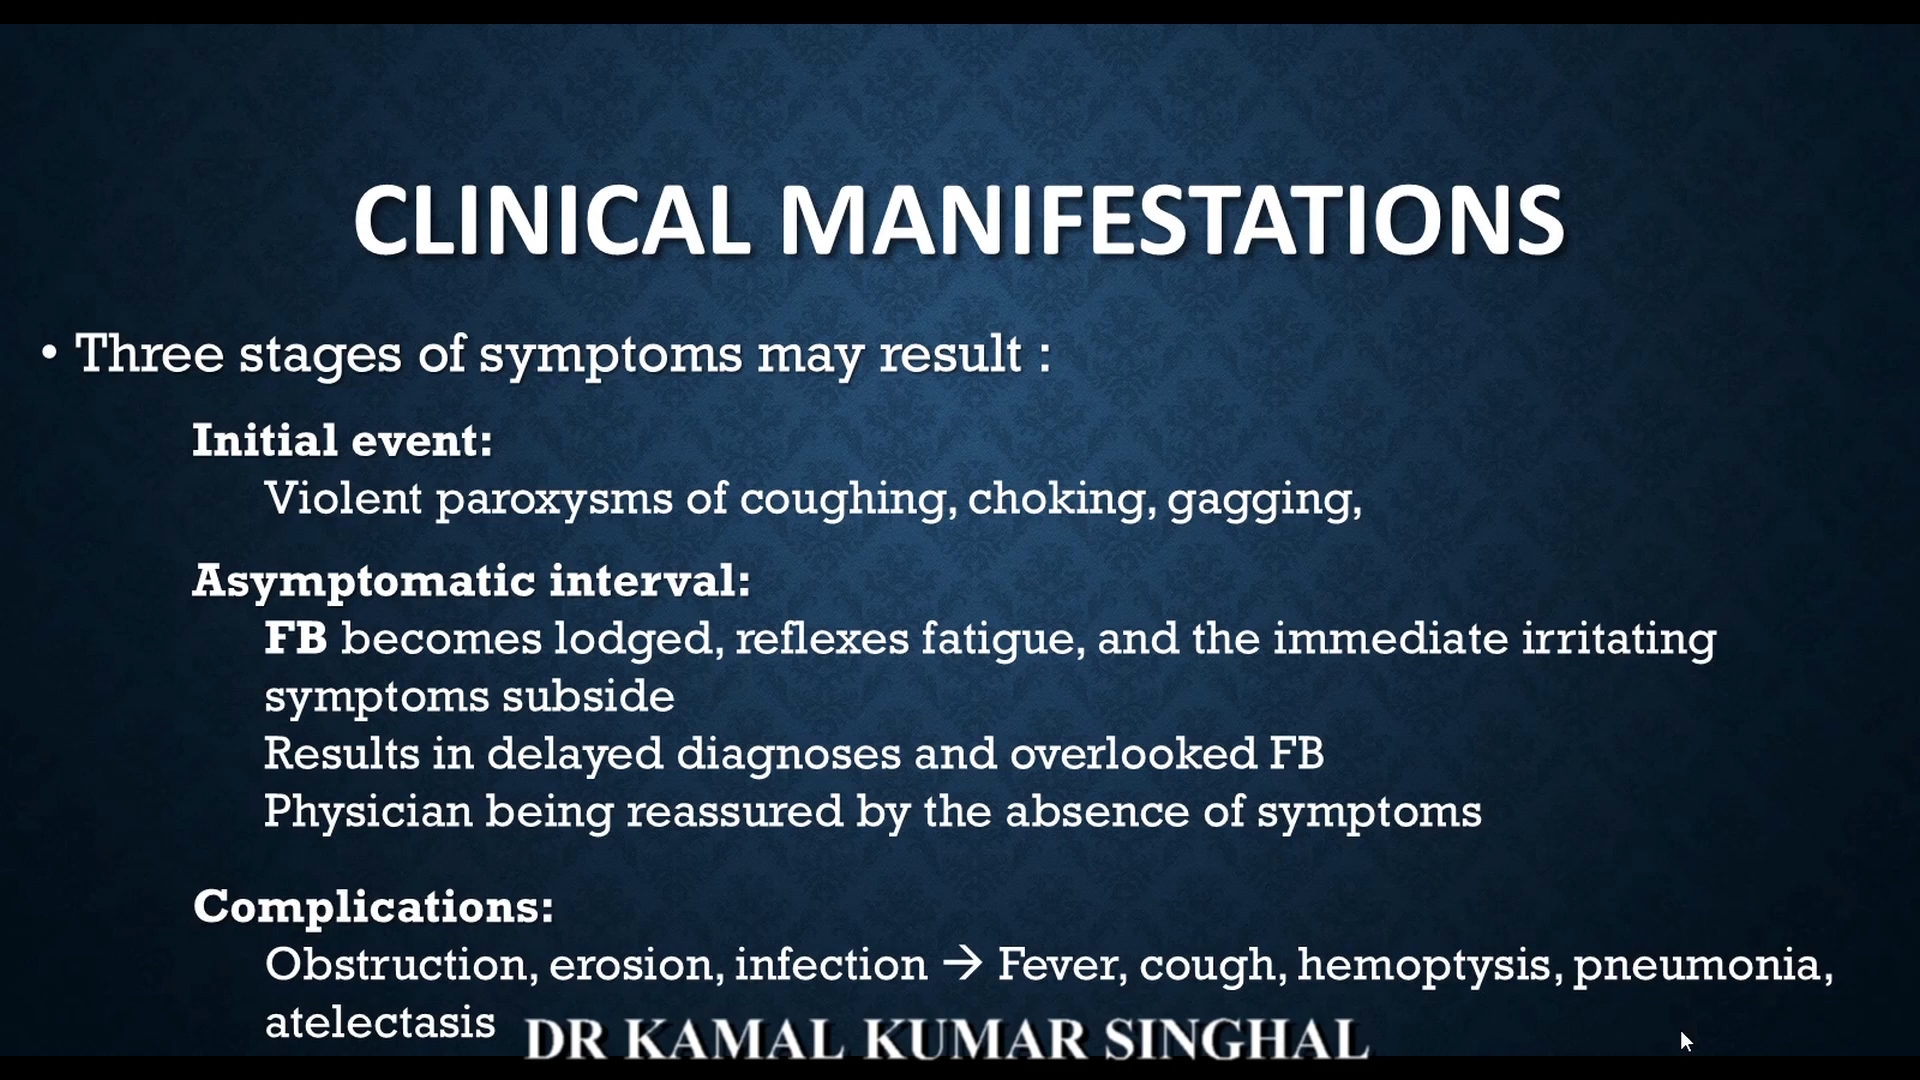 CLINICAL MANIFESTATIONS
• Three stages of symptoms may result :
Initial event:
Violent paroxysms of coughing, choking, gagging,
Asymptomatic interval:
FB becomes lodged, reflexes fatigue, and the immediate irritating
symptoms subside
Results in delayed diagnoses and overlooked FB
Physician being reassured by the absence of symptoms
Complications:
Obstruction, erosion, infection → Fever, cough, hemoptysis, pneumonia,
atelectasis
DR KAMAL KUMAR SINGHAL